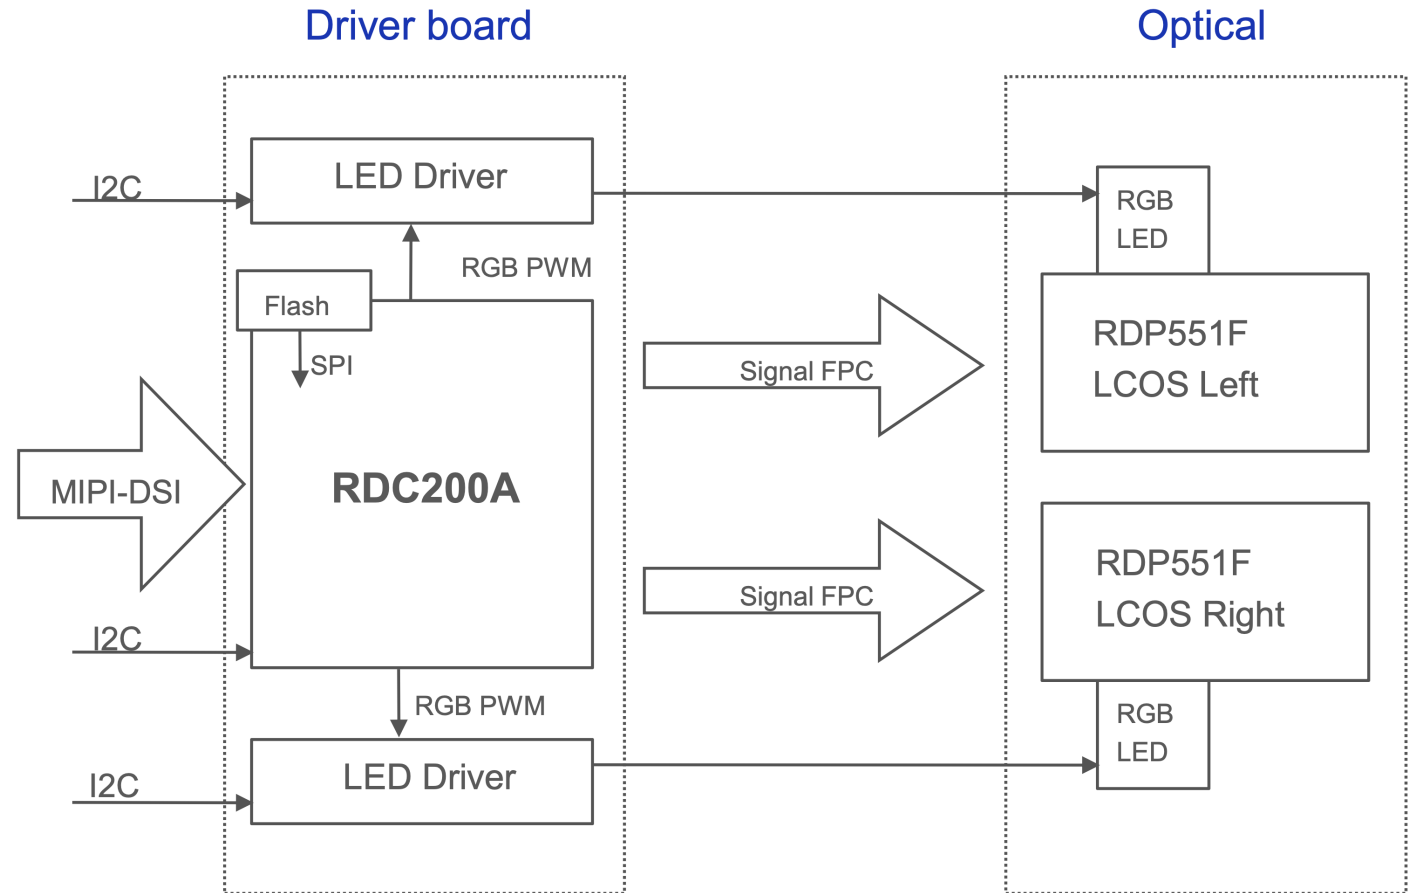 Driver board
Optical
I2C
LED Driver
RGB
LED
RGB PWM
Flash
SPI
RDP551F
LCOS Left
Signal FPC
MIPI-DSI
RDC200A
RDP551F
LCOS Right
Signal FPC
I2C
RGB PWM
RGB
LED
I2C
LED Driver